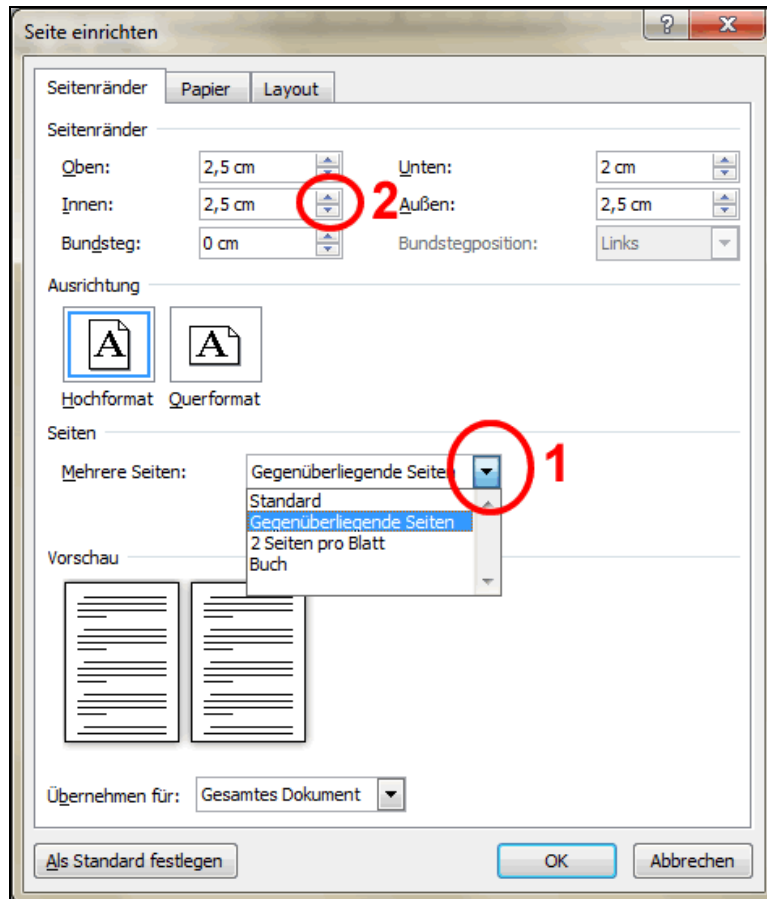 Seite einrichten
Seitenränder Papier Layout
Seitenränder
Oben: 2,5 cm Unten: 2 cm
Innen: 2,5 cm 2 Außen: 2,5 cm
Bundsteg: 0 cm Bundstegposition: Links
Ausrichtung
A A
Hochformat Querformat
Seiten
Mehrere Seiten: Gegenüberliegende Seiten 1
Standard
Gegenüberliegende Seiten
2 Seiten pro Blatt
Buch
Vorschau
Übernehmen für: Gesamtes Dokument
Als Standard festlegen OK Abbrechen